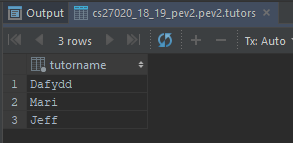 Output cs27020_18_19_pev2.pev2.tutors
3 rows Tx: Auto
tutorname
1 Dafydd
2 Mari
3 Jeff